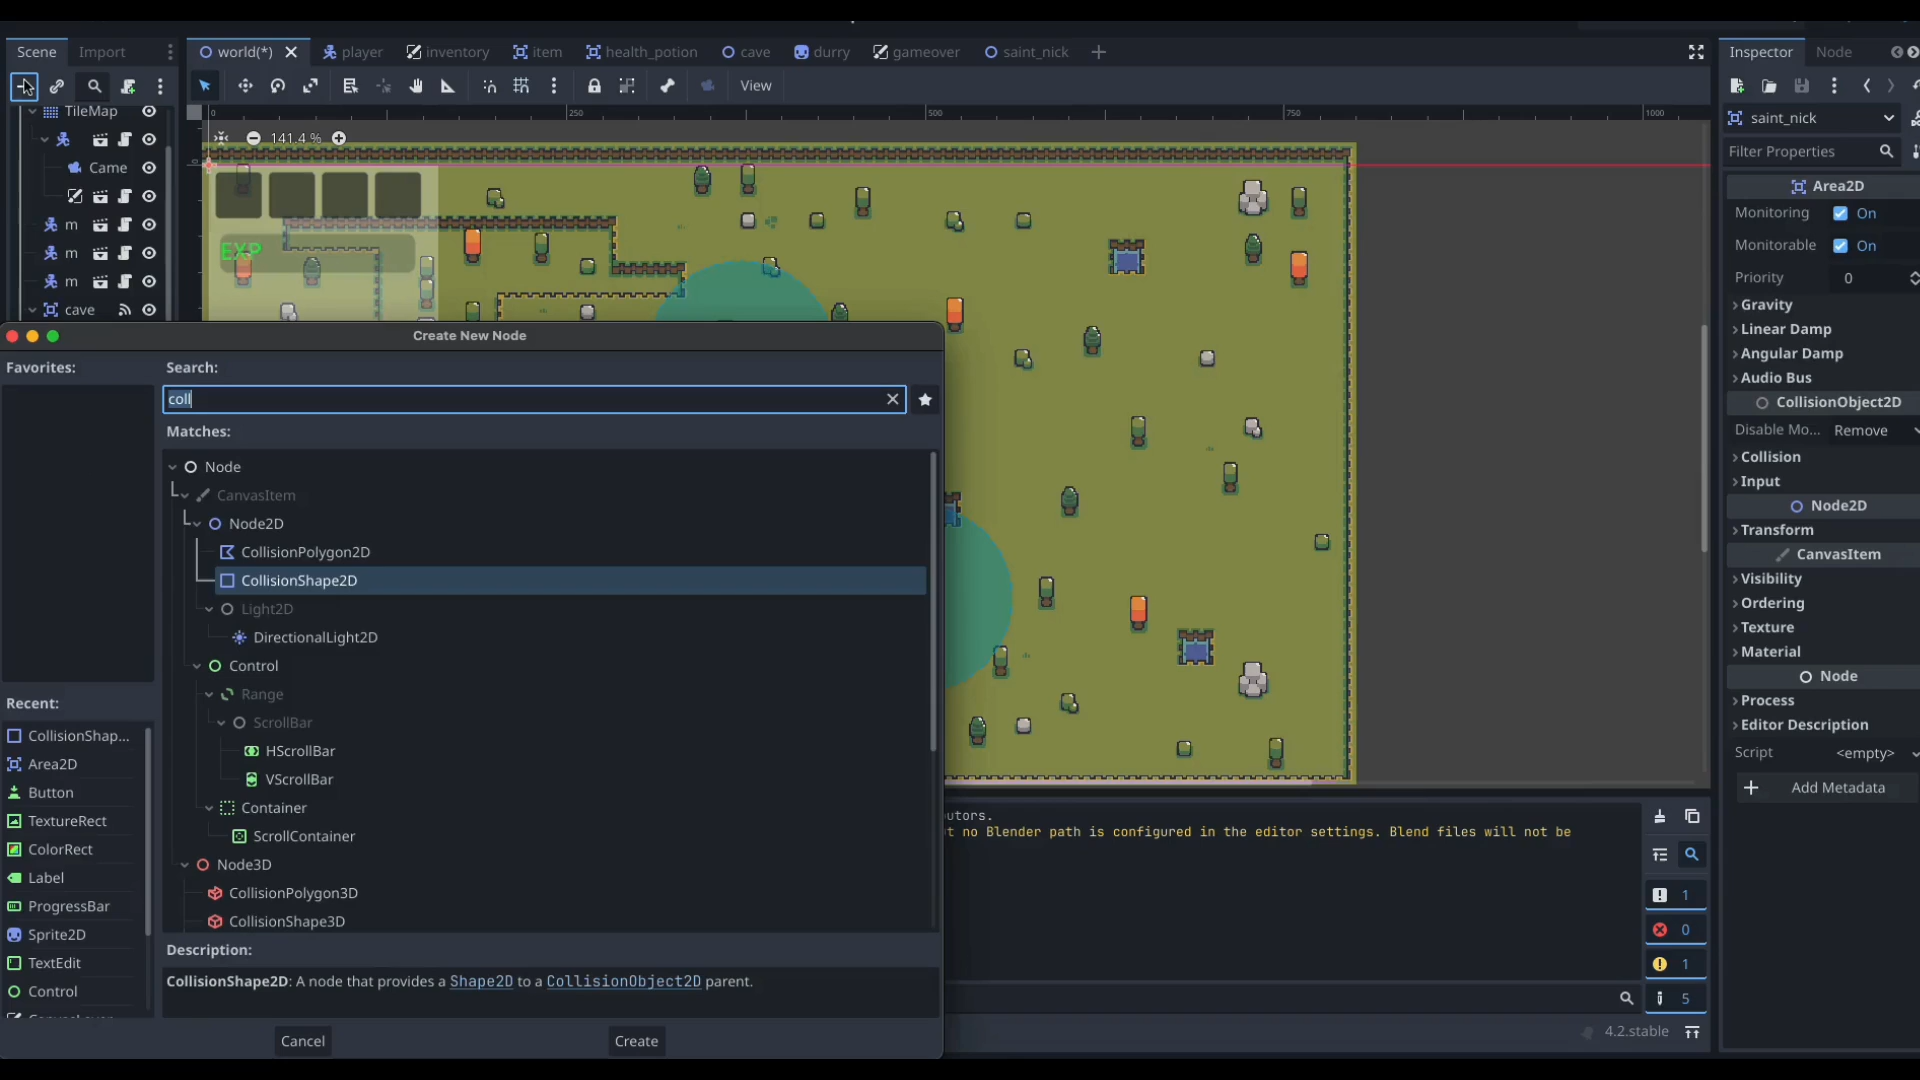 Scene
Import
world(*)
player
inventory
item
health_potion
cave
durry
gameover
saint_nick
Inspector
Node
View
TileMap
Came
m
m
m
cave
0
250
500
750
1000
141.4 %
EXP
saint_nick
Filter Properties
Area2D
Monitoring
On
Monitorable
On
Priority
0
Gravity
Linear Damp
Angular Damp
Audio Bus
CollisionObject2D
Disable Mo...
Remove
Collision
Input
Node2D
Transform
CanvasItem
Visibility
Ordering
Texture
Material
Node
Process
Editor Description
Script
<empty>
Add Metadata
Create New Node
Favorites:
Search:
coll
Matches:
Node
CanvasItem
Node2D
CollisionPolygon2D
CollisionShape2D
Light2D
DirectionalLight2D
Control
Range
ScrollBar
HScrollBar
VScrollBar
Container
ScrollContainer
Node3D
CollisionPolygon3D
CollisionShape3D
Recent:
CollisionShap...
Area2D
Button
TextureRect
ColorRect
Label
ProgressBar
Sprite2D
TextEdit
Control
Description:
CollisionShape2D: A node that provides a Shape2D to a CollisionObject2D parent.
Cancel
Create
utors.
t no Blender path is configured in the editor settings. Blend files will not be
1
0
1
5
4.2.stable